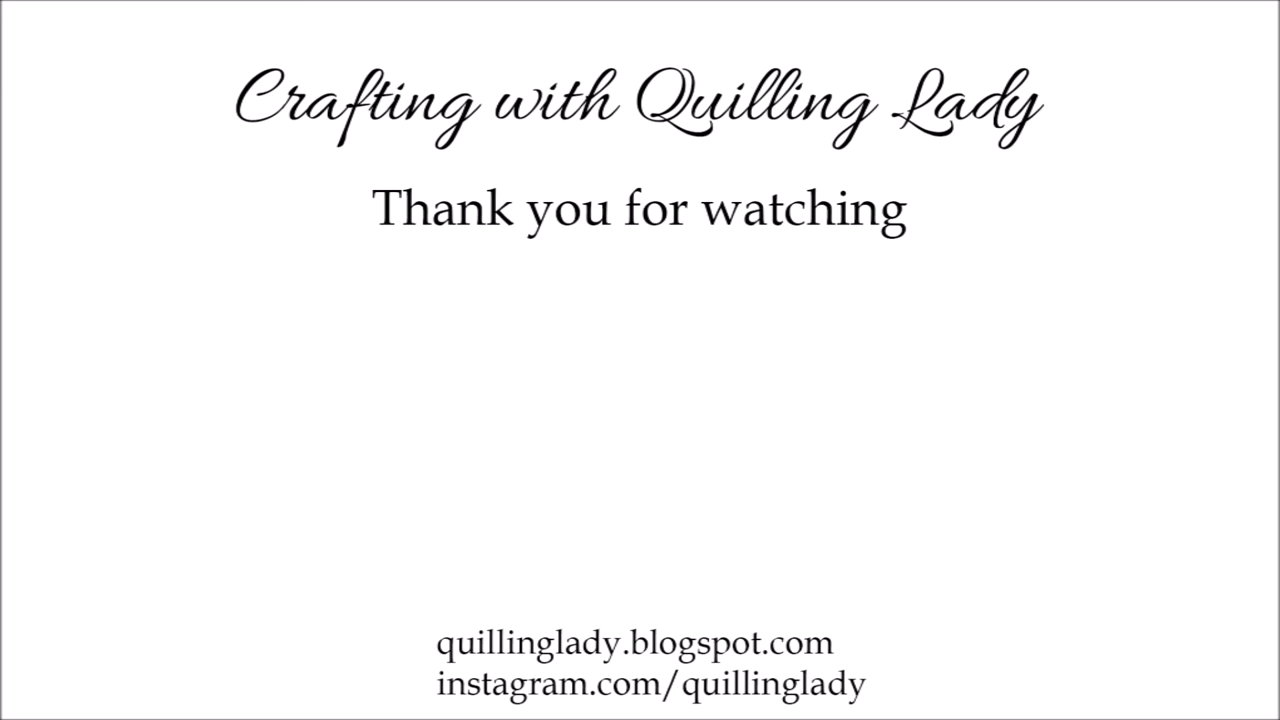 Crafting with Quilling Lady
Thank you for watching
quillinglady.blogspot.com
instagram.com/quillinglady